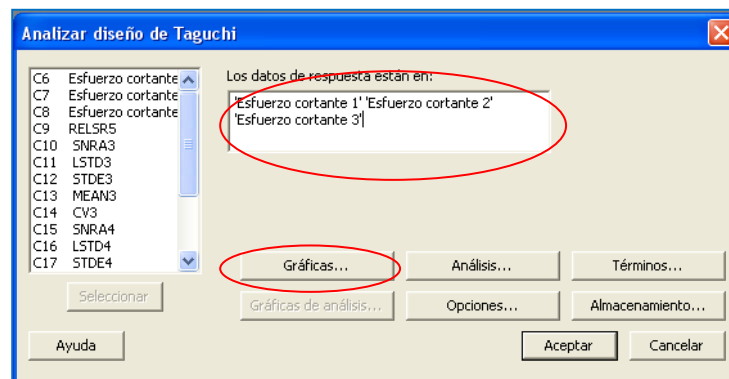 Analizar diseño de Taguchi
C6 Esfuerzo cortante
C7 Esfuerzo cortante
C8 Esfuerzo cortante
C9 RELSR5
C10 SNRA3
C11 LSTD3
C12 STDE3
C13 MEAN3
C14 CV3
C15 SNRA4
C16 LSTD4
C17 STDE4
Los datos de respuesta están en:
'Esfuerzo cortante 1' 'Esfuerzo cortante 2'
'Esfuerzo cortante 3'
Gráficas... Análisis... Términos...
Seleccionar Gráficas de análisis... Opciones... Almacenamiento...
Ayuda Aceptar Cancelar